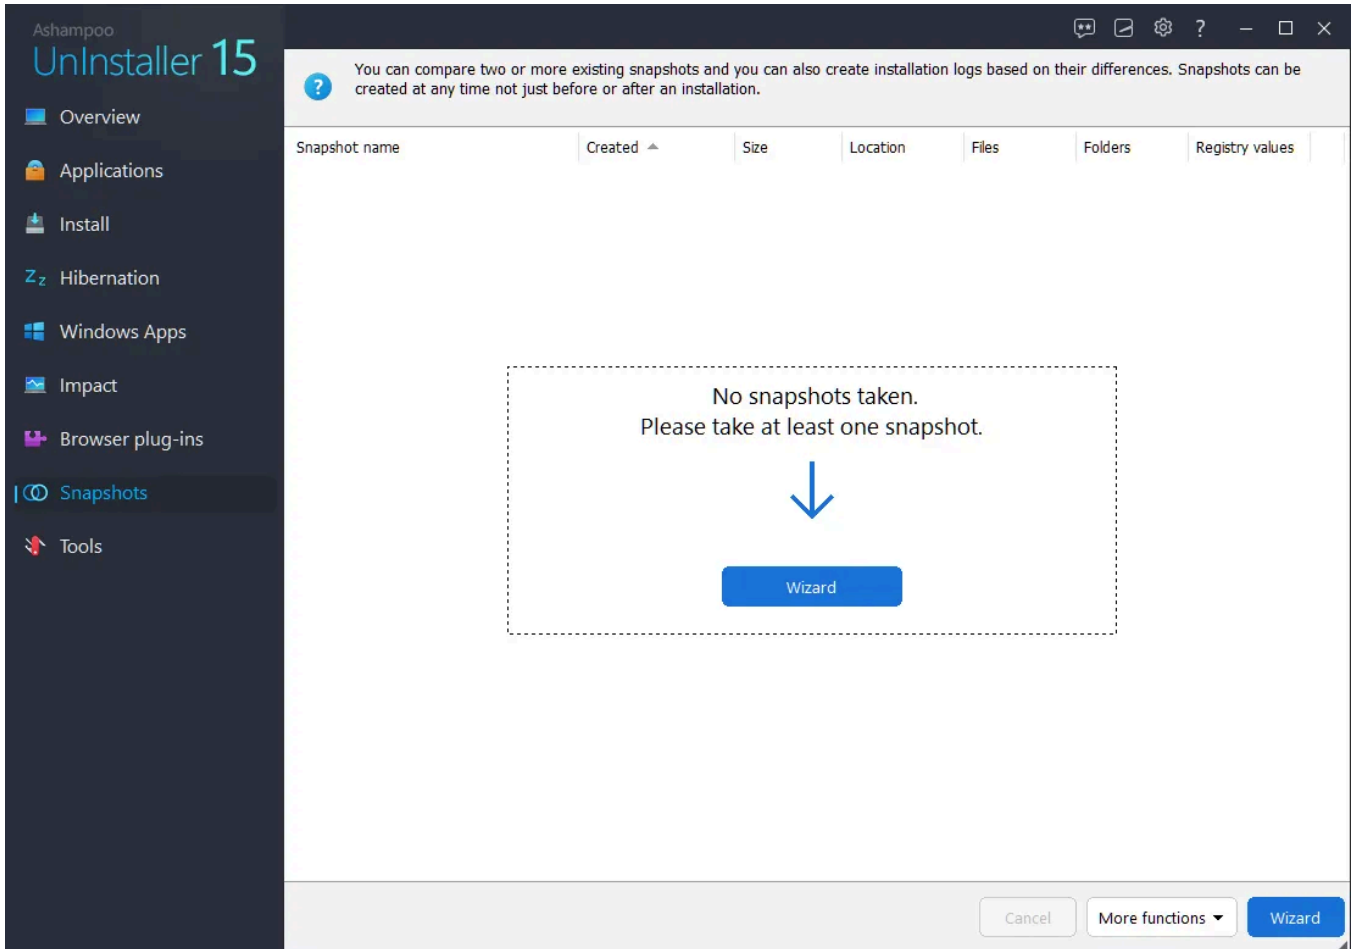 Ashampoo
UnInstaller 15
You can compare two or more existing snapshots and you can also create installation logs based on their differences. Snapshots can be
created at any time not just before or after an installation.
Overview
Applications
Install
Hibernation
Windows Apps
Impact
Browser plug-ins
Snapshots
Tools
Snapshot name Created Size Location Files Folders Registry values
No snapshots taken.
Please take at least one snapshot.
Wizard
Cancel More functions Wizard